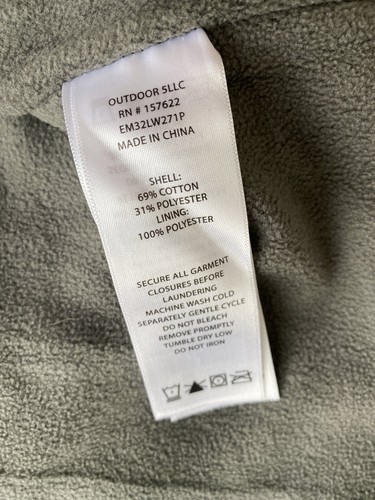 OUTDOOR 5LLC
RN # 157622
EM32LW271P
MADE IN CHINA
SHELL:
69% COTTON
31% POLYESTER
LINING:
100% POLYESTER
SECURE ALL GARMENT
CLOSURES BEFORE
LAUNDERING
MACHINE WASH COLD
SEPARATELY GENTLE CYCLE
DO NOT BLEACH
REMOVE PROMPTLY
TUMBLE DRY LOW
DO NOT IRON